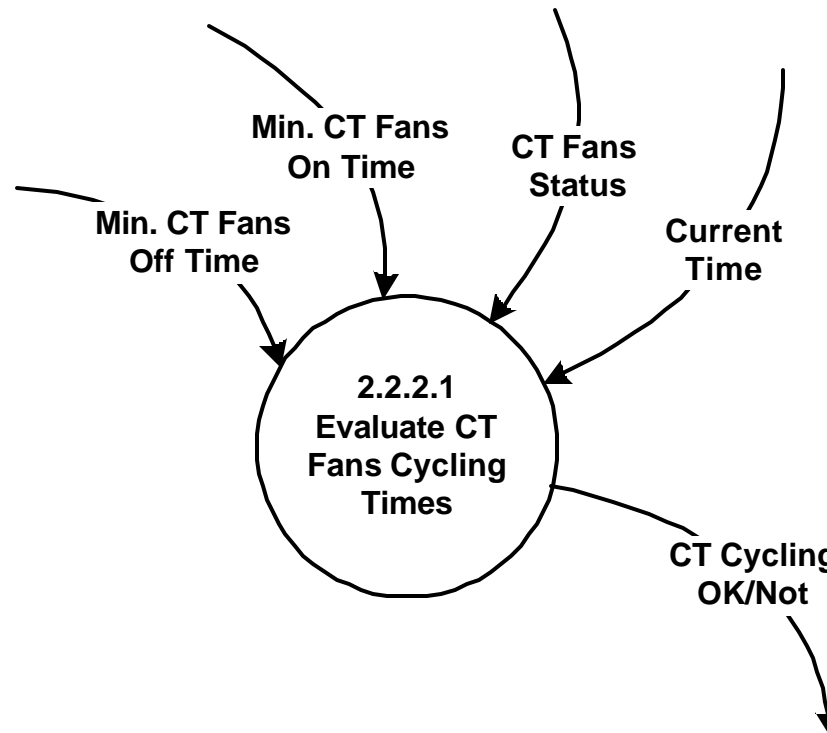 Min. CT Fans
On Time
CT Fans
Status
Min. CT Fans
Off Time
Current
Time
2.2.2.1
Evaluate CT
Fans Cycling
Times
CT Cycling
OK/Not